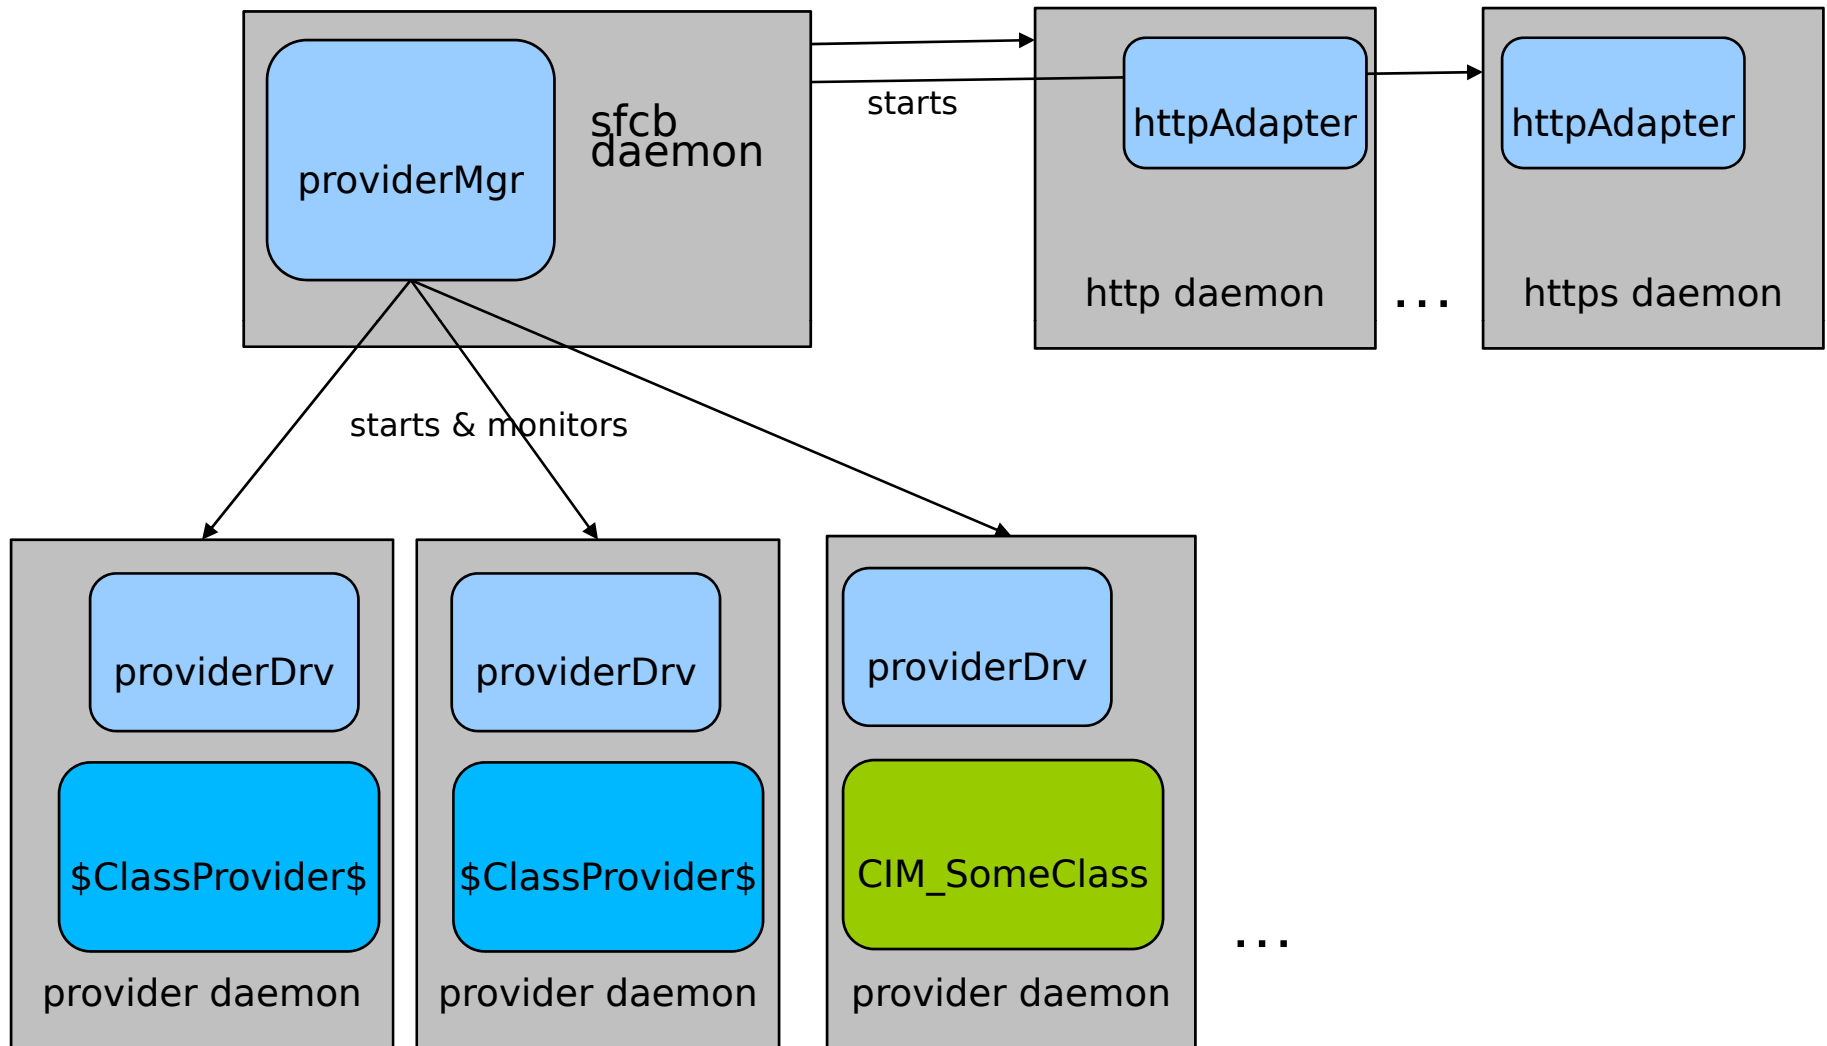 sfcb
daemon
providerMgr
starts
httpAdapter
httpAdapter
http daemon
...
https daemon
starts & monitors
providerDrv
providerDrv
providerDrv
$ClassProvider$
$ClassProvider$
CIM_SomeClass
...
provider daemon
provider daemon
provider daemon